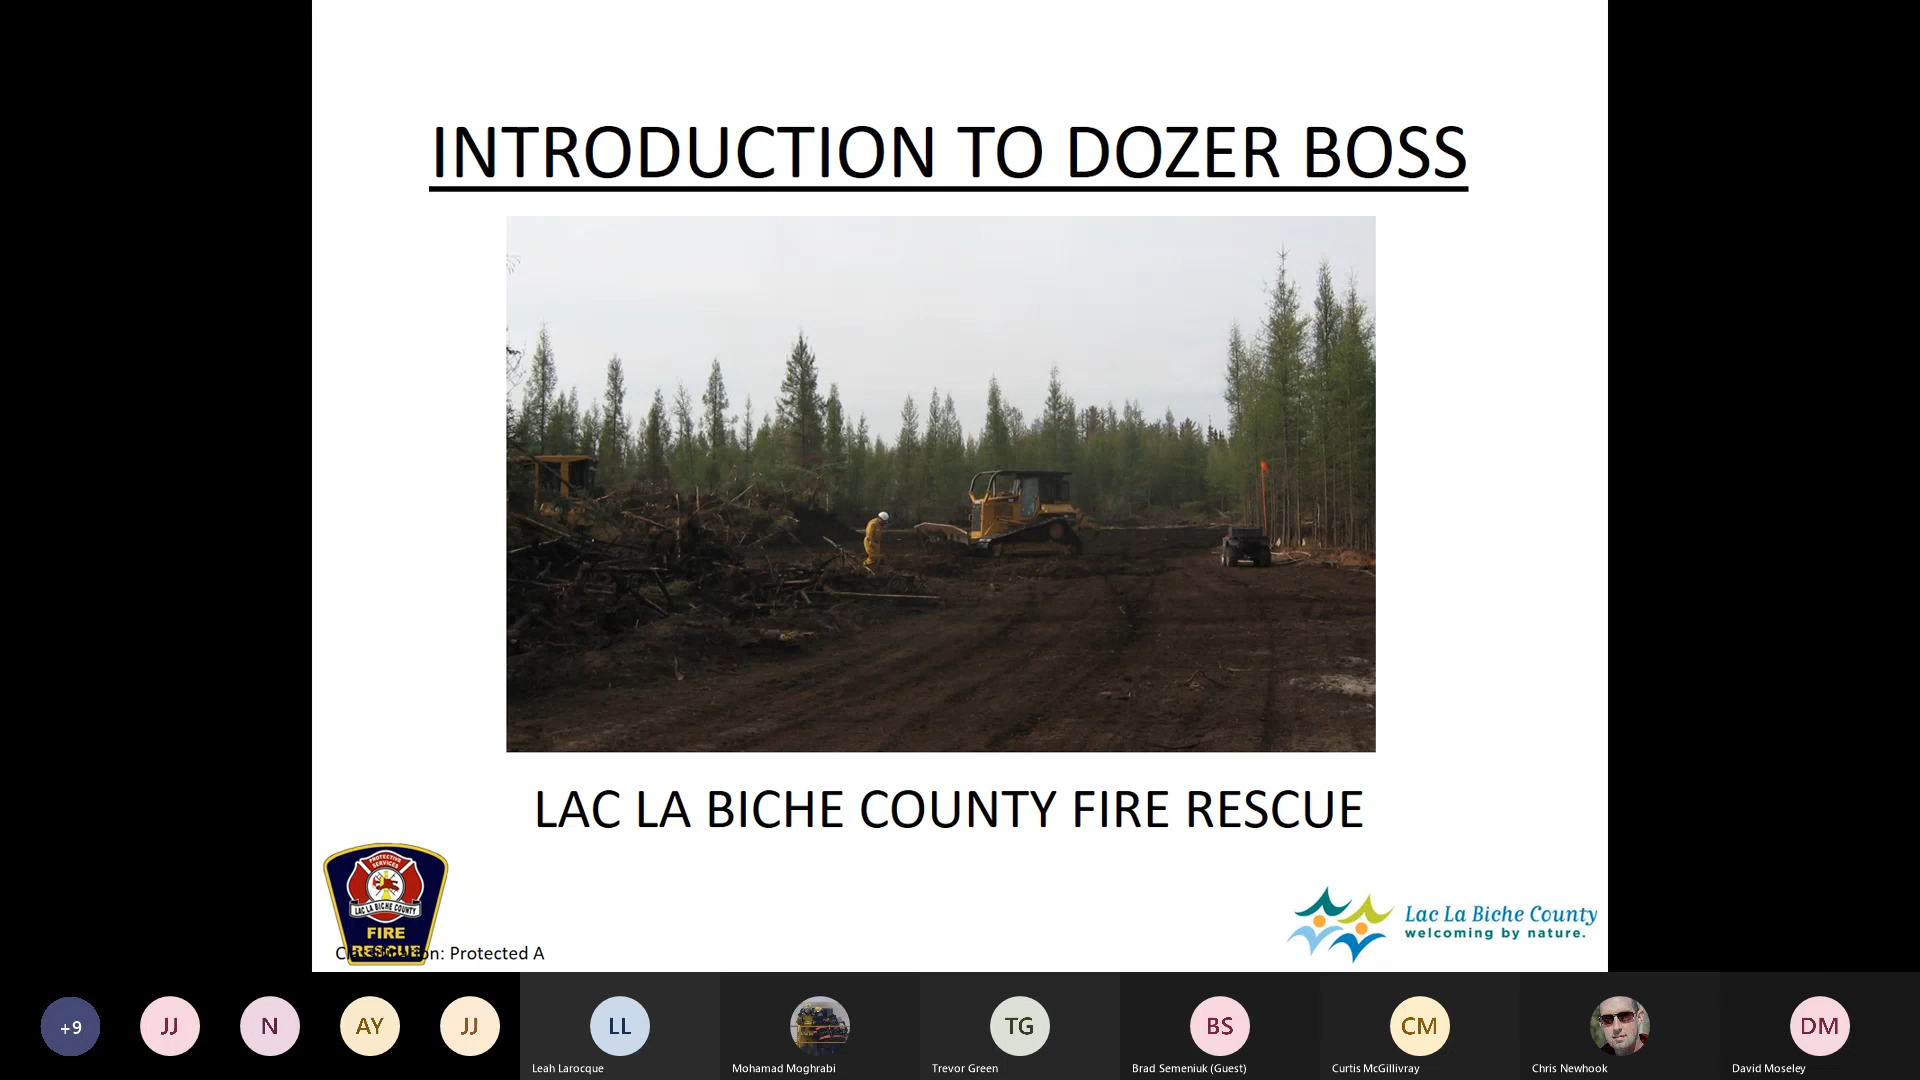 INTRODUCTION TO DOZER BOSS
LAC LA BICHE COUNTY FIRE RESCUE
PROTECTIVE
SERVICES
LAC LA BICHE COUNTY
FIRE
RESCUE
Classification: Protected A
Lac La Biche County
welcoming by nature.
+9
JJ
N
AY
JJ
LL
TG
BS
CM
DM
Leah Larocque
Mohamad Moghrabi
Trevor Green
Brad Semeniuk (Guest)
Curtis McGillivray
Chris Newhook
David Moseley